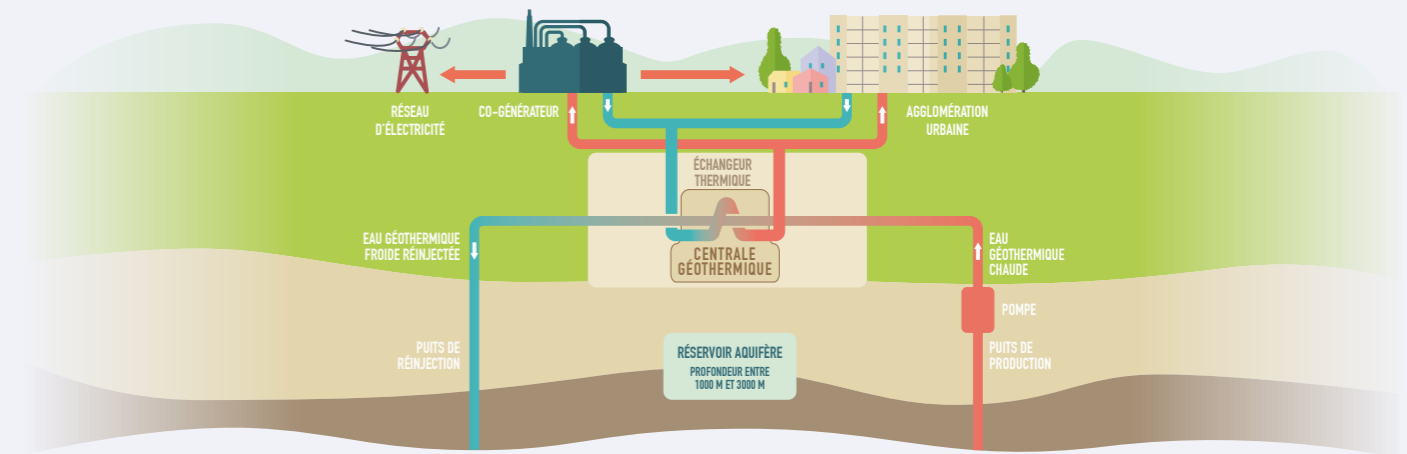 RÉSEAU
D'ÉLECTRICITÉ
CO-GÉNÉRATEUR
AGGLOMÉRATION
URBAINE
ÉCHANGEUR
THERMIQUE
EAU GÉOTHERMIQUE
FROIDE RÉINJECTÉE
CENTRALE
GÉOTHERMIQUE
EAU
GÉOTHERMIQUE
CHAUDE
POMPE
PUITS DE
RÉINJECTION
RÉSERVOIR AQUIFÈRE
PROFONDEUR ENTRE
1000 M ET 3000 M
PUITS DE
PRODUCTION